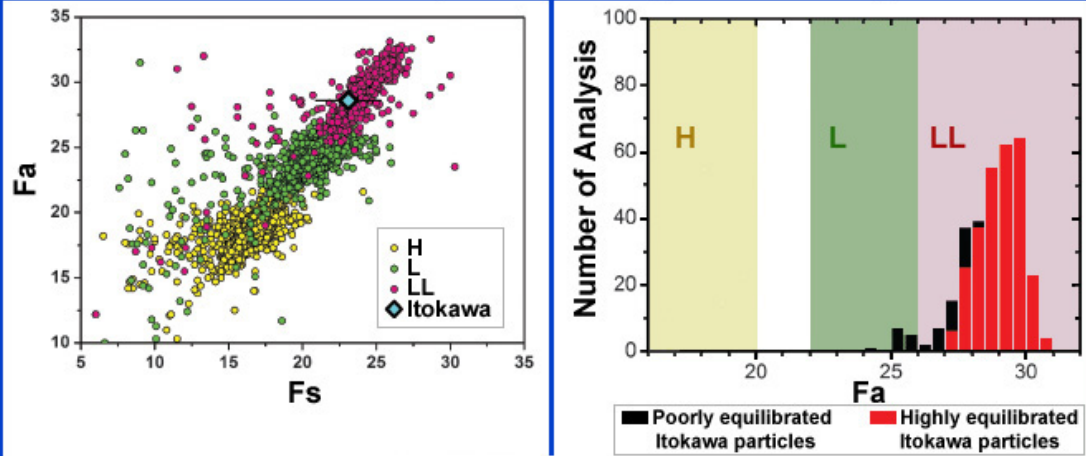 35
30
25
20
15
10
Fa
5
10
15
20
25
30
35
Fs
H
L
LL
Itokawa
100
80
60
40
20
0
Number of Analysis
H
L
LL
20
25
30
Fa
Poorly equilibrated
Itokawa particles
Highly equilibrated
Itokawa particles